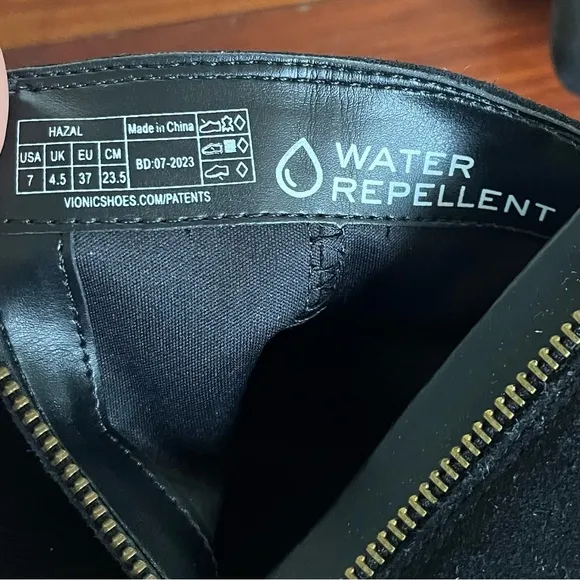 HAZAL
Made in China
USA UK EU CM
BD:07-2023
7 4.5 37 23.5
VIONICSHOES.COM/PATENTS
WATER
REPELLENT